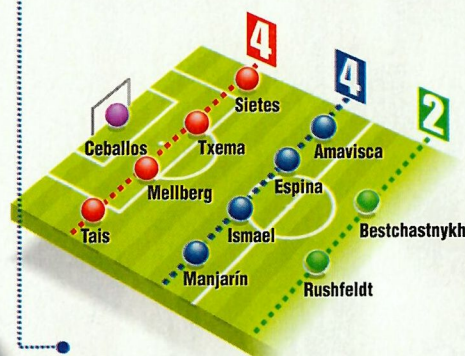 4
4
2
Sietes
Amavisca
Ceballos
Txema
Espina
Mellberg
Bestchastnykh
Tais
Ismael
Manjarín
Rushfeldt